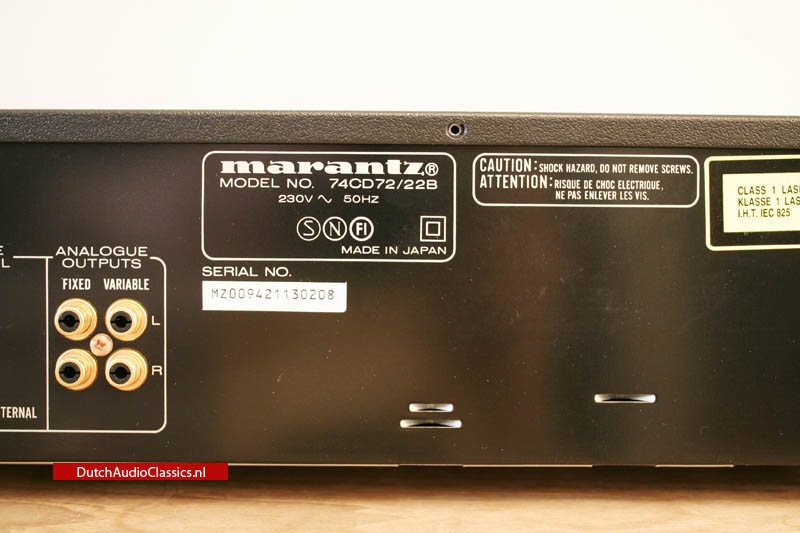 marantz®
MODEL NO. 74CD72/22B
230V ~ 50HZ
S N FI
MADE IN JAPAN
SERIAL NO.
MZ009421130208
CAUTION: SHOCK HAZARD, DO NOT REMOVE SCREWS.
ATTENTION: RISQUE DE CHOC ELECTRIQUE,
NE PAS ENLEVER LES VIS.
CLASS 1 LASE
KLASSE 1 LAS
I.H.T. IEC 825
E
L
ANALOGUE
OUTPUTS
FIXED VARIABLE
L
R
TERNAL
DutchAudioClassics.nl